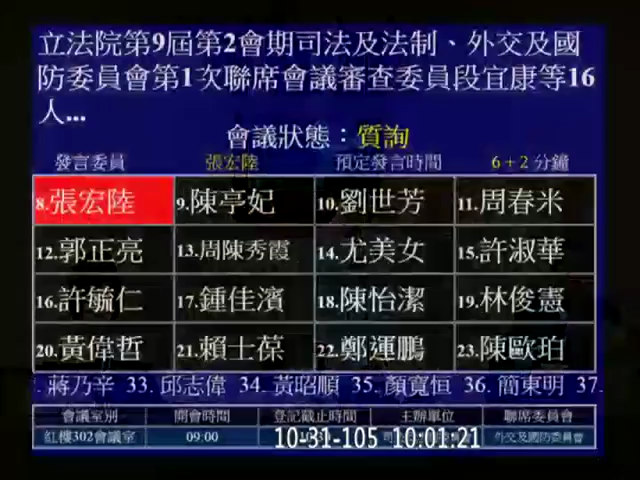 立法院第9屆第2會期司法及法制、外交及國
防委員會第1次聯席會議審查委員段宜康等16
人...
會議狀態：質詢
發言委員 張宏陸 預定發言時間 6+2 分鐘
8.張宏陸 9.陳亭妃 10.劉世芳 11.周春米
12.郭正亮 13.周陳秀霞 14.尤美女 15.許淑華
16.許毓仁 17.鍾佳濱 18.陳怡潔 19.林俊憲
20.黃偉哲 21.賴士葆 22.鄭運鵬 23.陳歐珀
. 蔣乃辛 33. 邱志偉 34. 黃昭順 35. 顏寬恒 36. 簡東明 37.
會議室別 開會時間 登記截止時間 主辦單位 聯席委員會
紅樓302會議室 09:00 外交及國防委員會
10-31-105 10:01:21